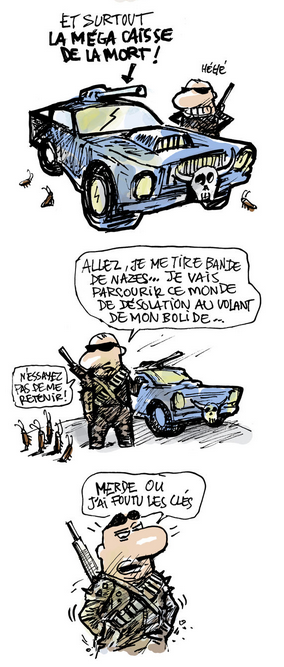 ET SURTOUT
LA MÉGA CAISSE
DE LA MORT !
HÉHÉ
ALLEZ, JE ME TIRE BANDE
DE NAZES... JE VAIS
PARCOURIR CE MONDE
DE DÉSOLATION AU VOLANT
DE MON BOLIDE...
N'ESSAYEZ
PAS DE ME
RETENIR !
MERDE OU
J'AI FOUTU LES CLÉS